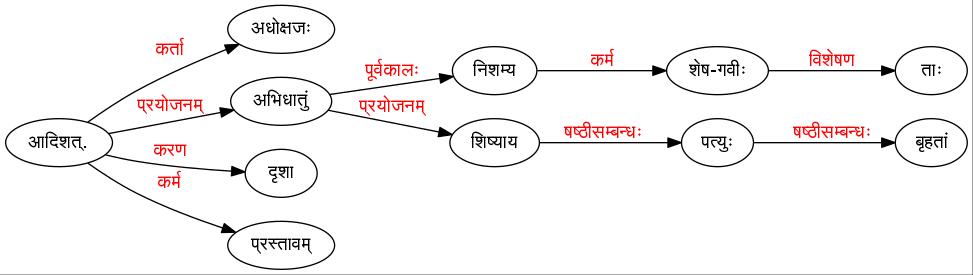 अधोक्षजः
कर्ता
निशम्य
कर्म
शेष-गवीः
विशेषण
ताः
पूर्वकालः
अभिधातुं
प्रयोजनम्
प्रयोजनम्
आदिशत्.
करण
दृशा
शिष्याय
षष्ठीसम्बन्धः
पत्युः
षष्ठीसम्बन्धः
बृहतां
कर्म
प्रस्तावम्